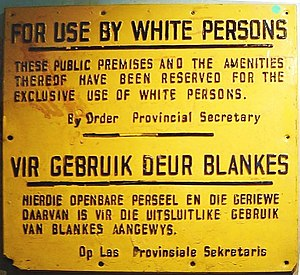 FOR USE BY WHITE PERSONS
THESE PUBLIC PREMISES AND THE AMENITIES
THEREOF HAVE BEEN RESERVED FOR THE
EXCLUSIVE USE OF WHITE PERSONS.
By Order Provincial Secretary
VIR GEBRUIK DEUR BLANKES
HIERDIE OPENBARE PERSEEL EN DIE GERIEWE
DAARVAN IS VIR DIE UITSLUITLIKE GEBRUIK
VAN BLANKES AANGEWYS.
Op Las Provinsiale Sekretaris